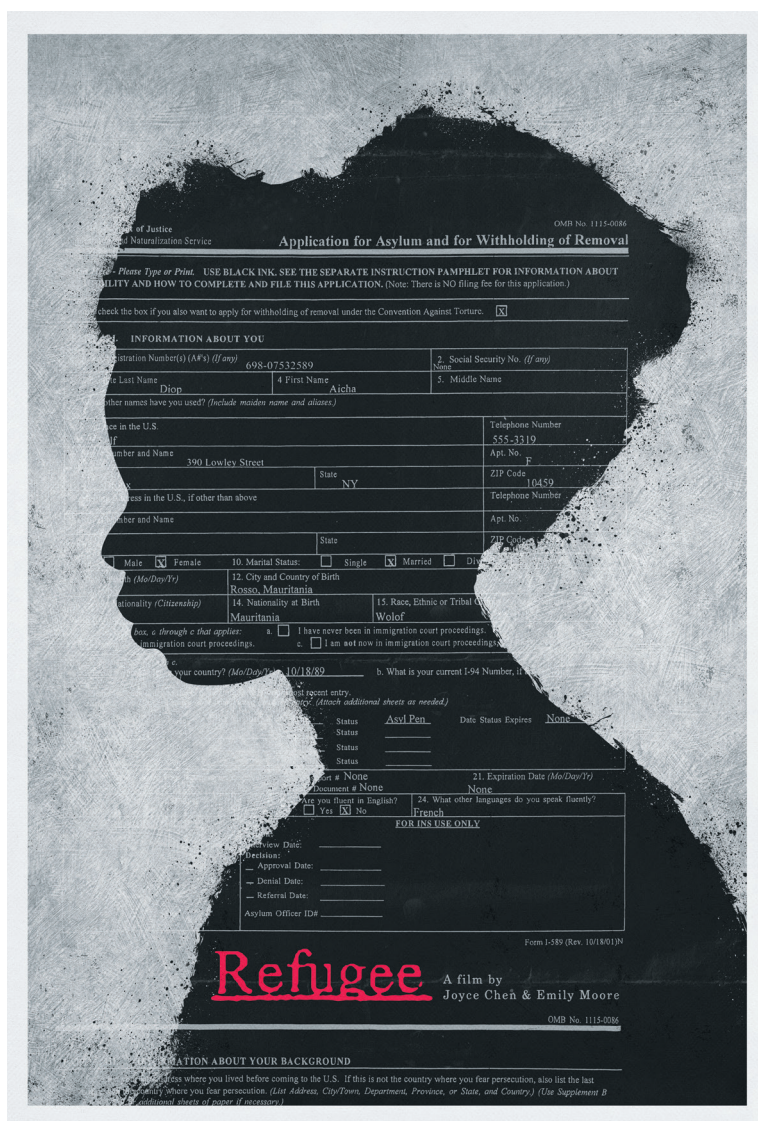 of Justice
OMB No. 1115-0086
Naturalization Service
Application for Asylum and for Withholding of Removal
- Please Type or Print. USE BLACK INK. SEE THE SEPARATE INSTRUCTION PAMPHLET FOR INFORMATION ABOUT
AND HOW TO COMPLETE AND FILE THIS APPLICATION. (Note: There is NO filing fee for this application.)
check the box if you also want to apply for withholding of removal under the Convention Against Torture. X
INFORMATION ABOUT YOU
Number(s) (A#'s) (If any)
698-07532589
2. Social Security No. (If any)
None
Last Name
Diop
4 First Name
Aicha
5. Middle Name
other names have you used? (Include maiden name and aliases.)
in the U.S.
Telephone Number
555-3319
and Name
390 Lowley Street
Apt. No.
F
State
NY
ZIP Code
10459
in the U.S., if other than above
Telephone Number
and Name
Apt. No.
State
ZIP Code
Male X Female 10. Marital Status: Single X Married
(Mo/Day/Yr)
12. City and Country of Birth
Rosso, Mauritania
(Citizenship)
14. Nationality at Birth
Mauritania
15. Race, Ethnic or Tribal
Wolof
box, a through c that applies: a. I have never been in immigration court proceedings.
immigration court proceedings. c. I am not now in immigration court proceedings,
c.
your country? (Mo/Day/Yr) 10/18/89 b. What is your current I-94 Number, if
recent entry.
(Attach additional sheets as needed.)
Status Asyl Pen Date Status Expires None
Status
Status
Status
# None
Document # None
21. Expiration Date (Mo/Day/Yr)
None
Are you fluent in English?
Yes X No
24. What other languages do you speak fluently?
French
FOR INS USE ONLY
Date:
Decision:
Approval Date:
Denial Date:
Referral Date:
Asylum Officer ID#
Form I-589 (Rev. 10/18/01)N
Refugee
A film by
Joyce Chen & Emily Moore
OMB No. 1115-0086
ABOUT YOUR BACKGROUND
where you lived before coming to the U.S. If this is not the country where you fear persecution, also list the last
where you fear persecution. (List Address, City/Town, Department, Province, or State, and Country.) (Use Supplement B
additional sheets of paper if necessary.)